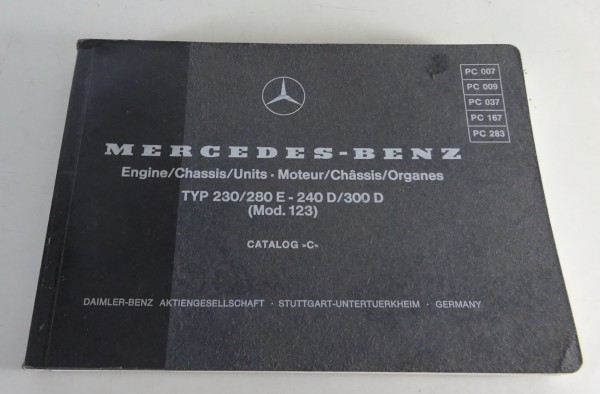 PC 007
PC 009
PC 037
PC 167
PC 283
MERCEDES-BENZ
Engine/Chassis/Units · Moteur/Châssis/Organes
TYP 230/280 E - 240 D/300 D
(Mod. 123)
CATALOG »C«
DAIMLER-BENZ AKTIENGESELLSCHAFT · STUTTGART-UNTERTUERKHEIM · GERMANY